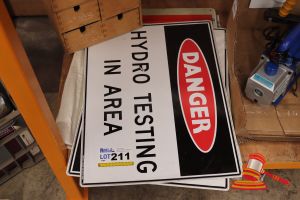 DANGER
HYDRO TESTING
IN AREA
LOT 211